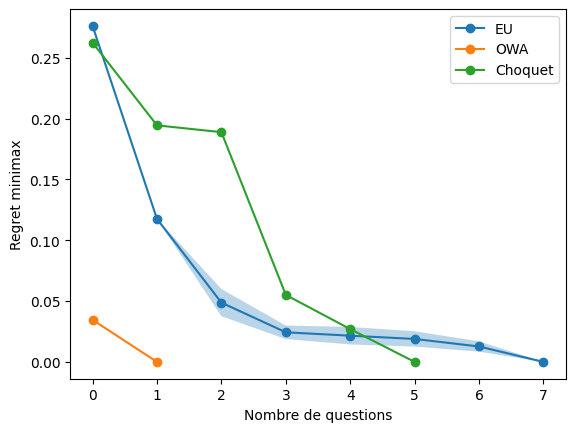 EU
OWA
Choquet
Regret minimax
0.25
0.20
0.15
0.10
0.05
0.00
0 1 2 3 4 5 6 7
Nombre de questions